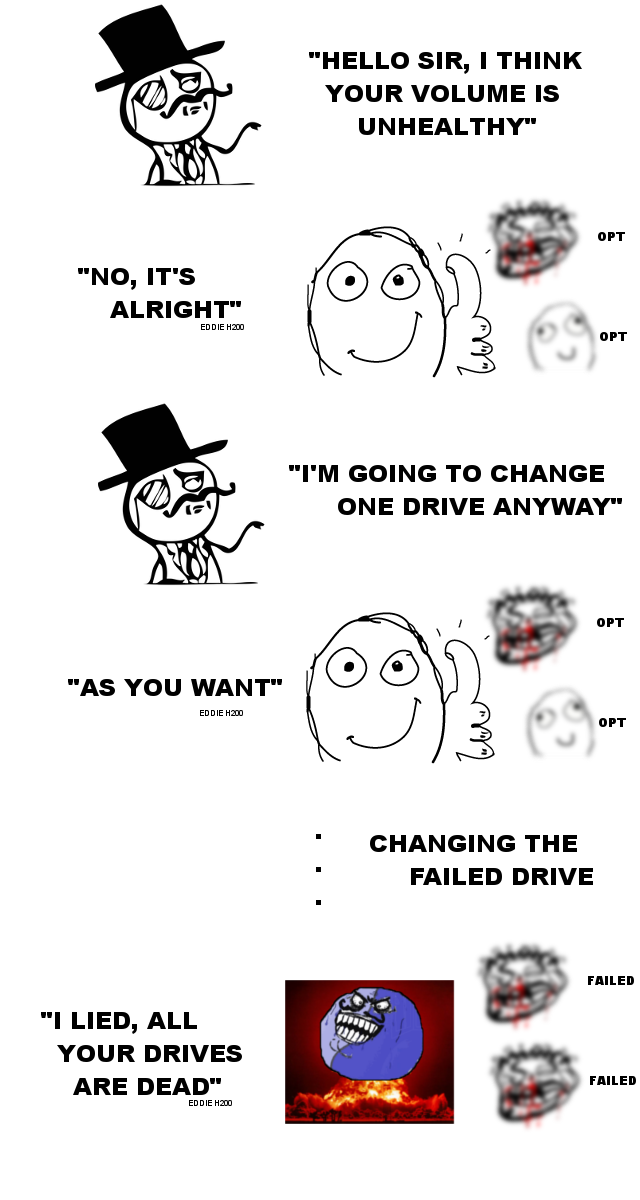 "HELLO SIR, I THINK
YOUR VOLUME IS
UNHEALTHY"
OPT
"NO, IT'S
ALRIGHT"
EDDIE H200
OPT
"I'M GOING TO CHANGE
ONE DRIVE ANYWAY"
OPT
"AS YOU WANT"
EDDIE H200
OPT
CHANGING THE
FAILED DRIVE
FAILED
"I LIED, ALL
YOUR DRIVES
ARE DEAD"
EDDIE H200
FAILED